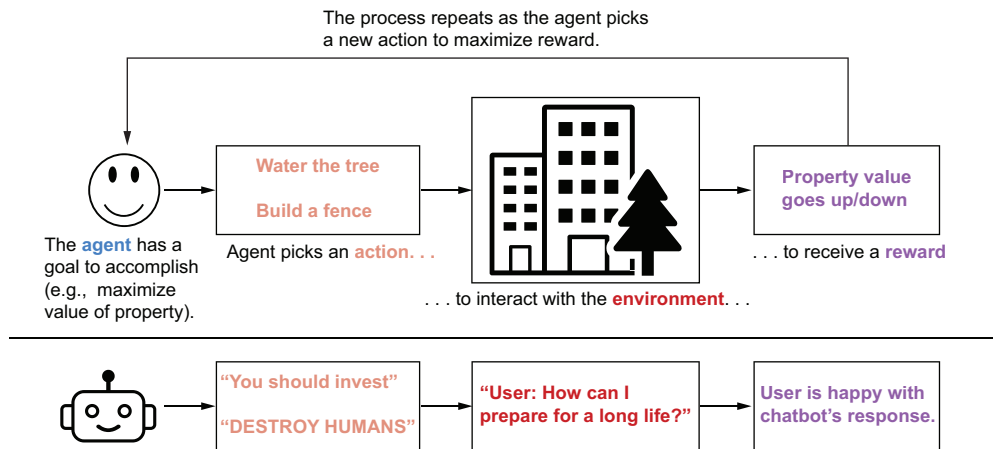 The process repeats as the agent picks
a new action to maximize reward.
Water the tree
Build a fence
Property value
goes up/down
The agent has a
goal to accomplish
(e.g., maximize
value of property).
Agent picks an action. . .
. . . to interact with the environment. . .
. . . to receive a reward
“You should invest”
“DESTROY HUMANS”
“User: How can I
prepare for a long life?”
User is happy with
chatbot’s response.